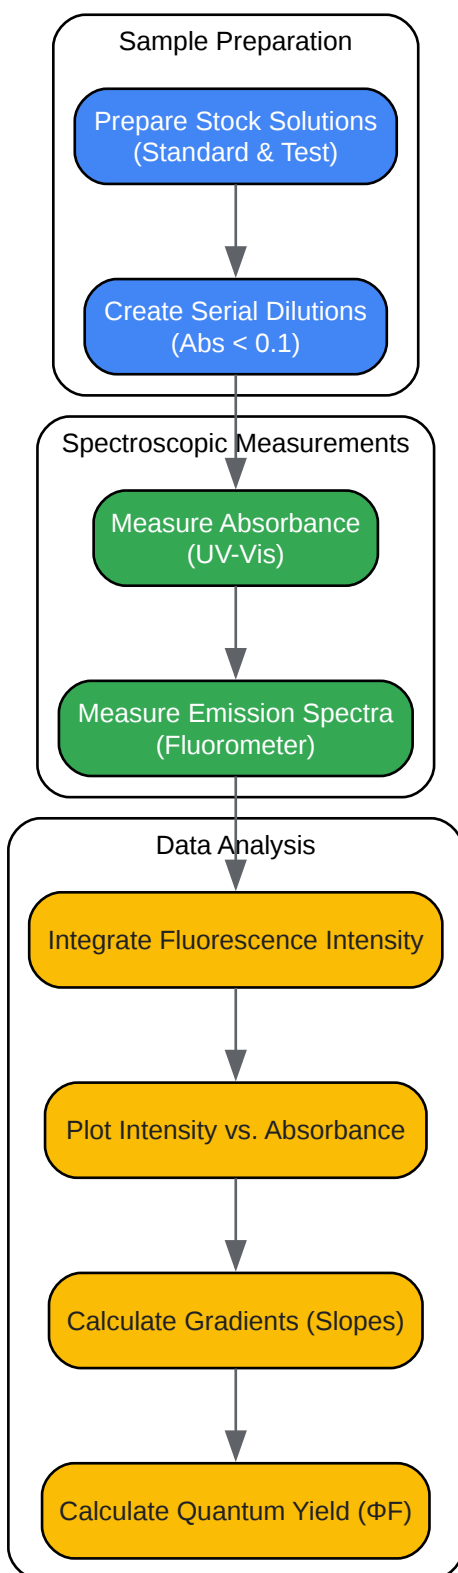 Sample Preparation
Prepare Stock Solutions
(Standard & Test)
Create Serial Dilutions
(Abs < 0.1)
Spectroscopic Measurements
Measure Absorbance
(UV-Vis)
Measure Emission Spectra
(Fluorometer)
Data Analysis
Integrate Fluorescence Intensity
Plot Intensity vs. Absorbance
Calculate Gradients (Slopes)
Calculate Quantum Yield (ΦF)